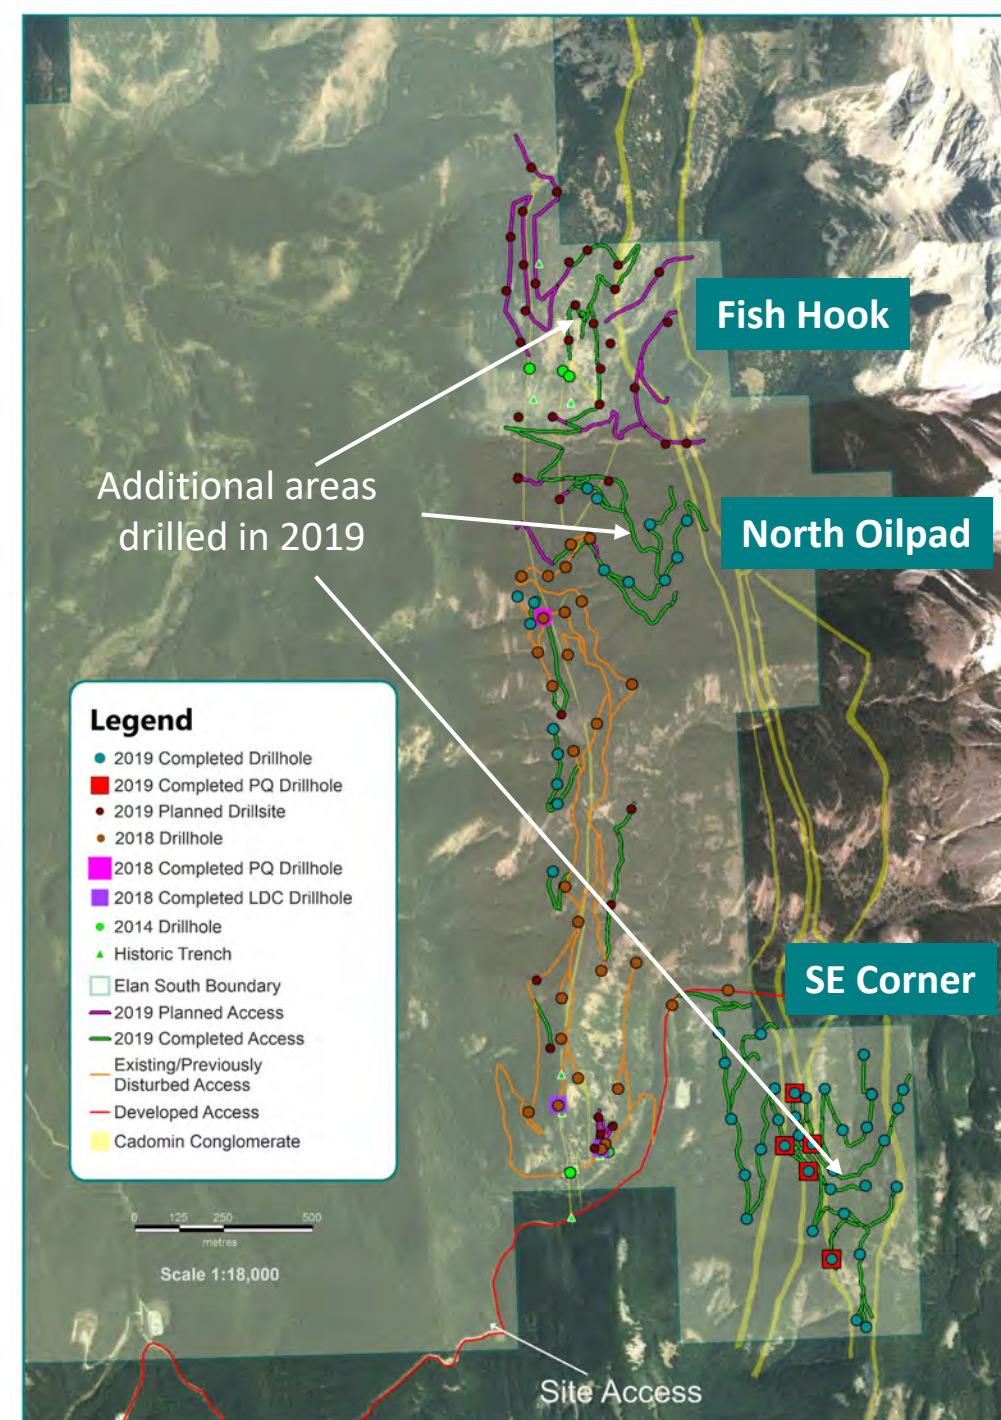 Fish Hook
Additional areas
drilled in 2019
North Oilpad
Legend
2019 Completed Drillhole
2019 Completed PQ Drillhole
2019 Planned Drillsite
2018 Drillhole
2018 Completed PQ Drillhole
2018 Completed LDC Drillhole
2014 Drillhole
Historic Trench
Elan South Boundary
2019 Planned Access
2019 Completed Access
Existing/Previously
Disturbed Access
Developed Access
Cadomin Conglomerate
SE Corner
0 125 250 500
metres
Scale 1:18,000
Site Access